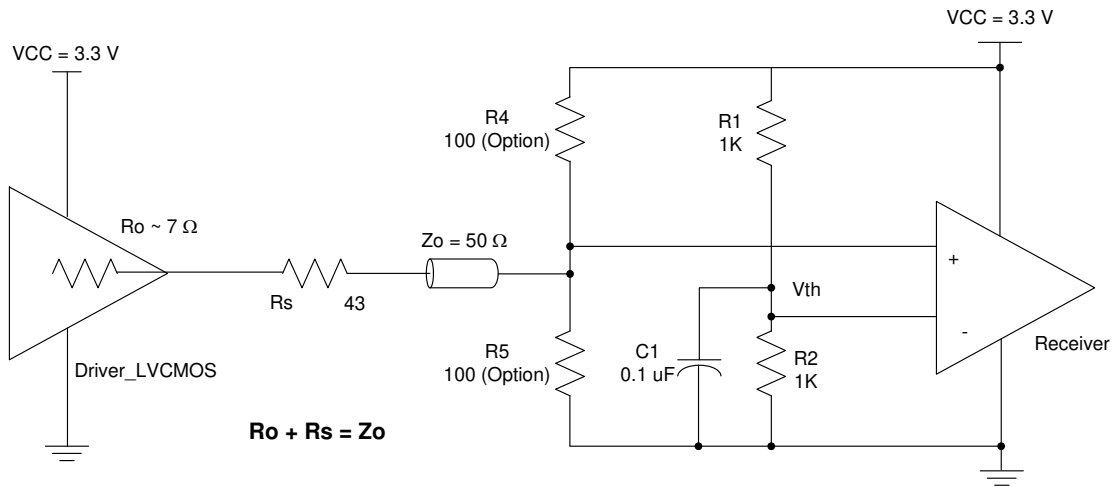 VCC = 3.3 V
VCC = 3.3 V
R4
100 (Option)
R1
1K
Ro ~ 7 Ω
Zo = 50 Ω
+
Rs
43
Vth
-
Receiver
R5
100 (Option)
C1
0.1 uF
R2
1K
Driver_LVCMOS
Ro + Rs = Zo